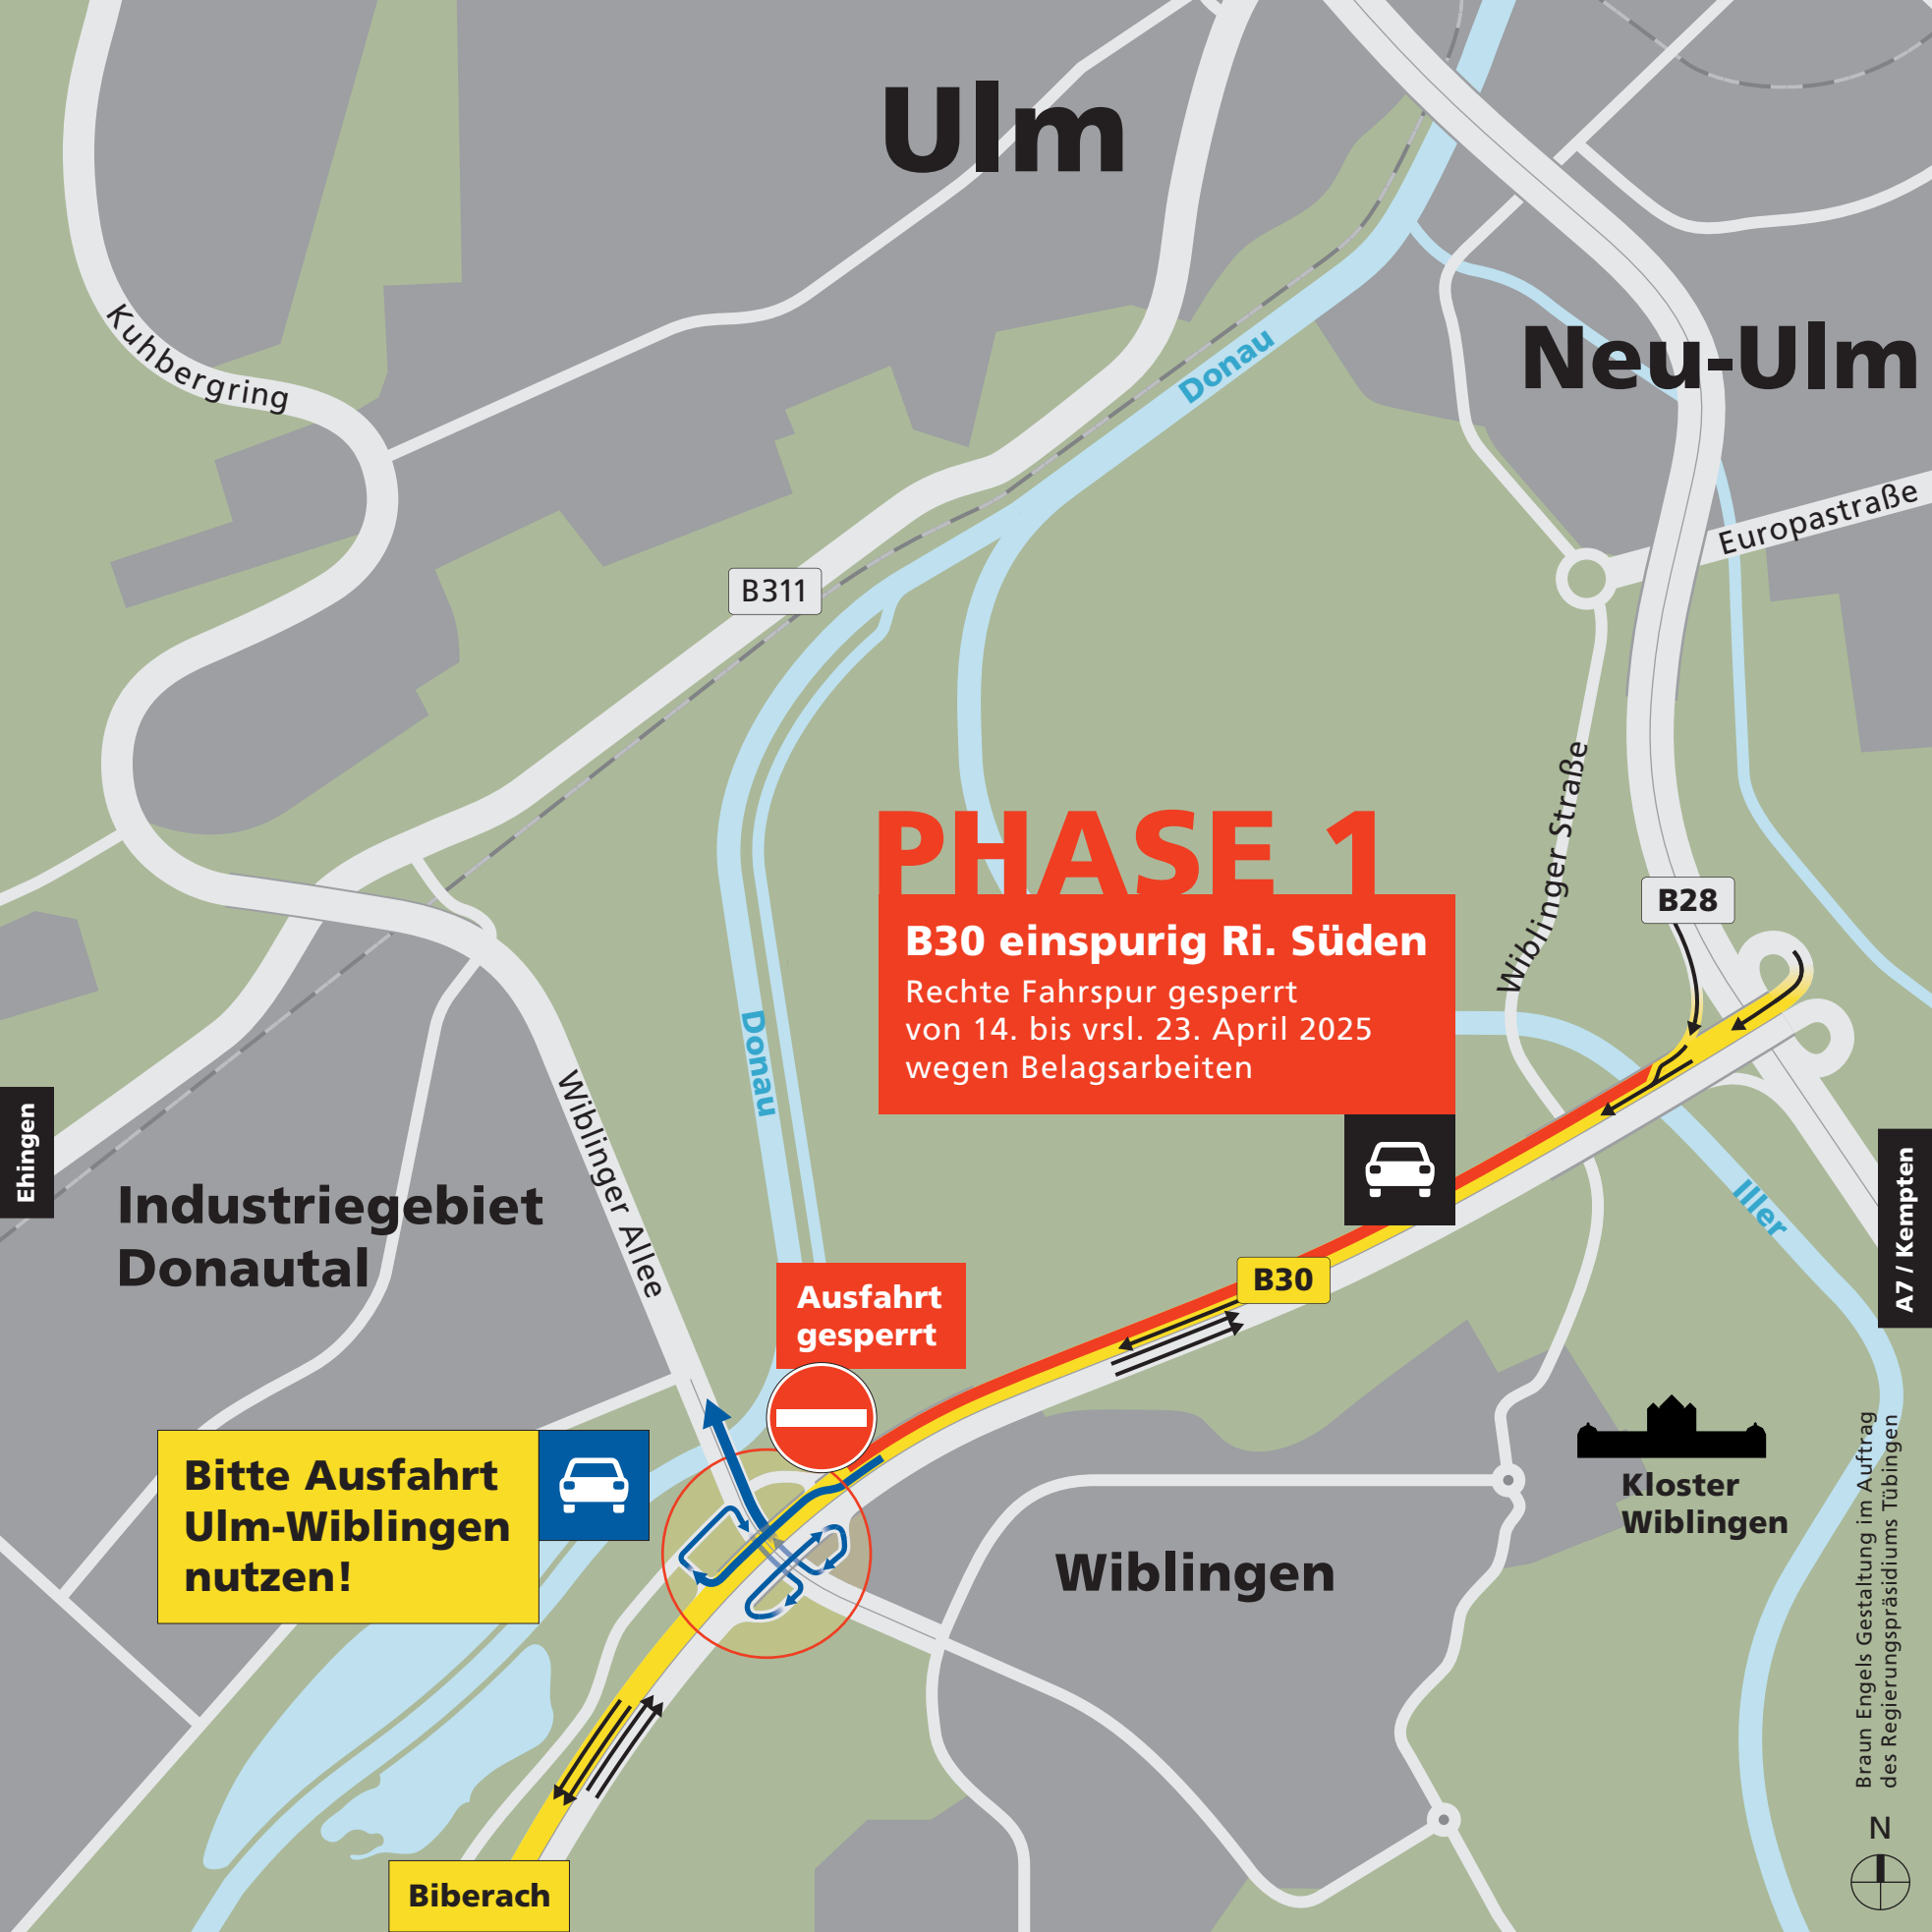 Ulm
Neu-Ulm
Kuhbergring
Donau
Europastraße
B311
Wiblinger Straße
PHASE 1
B28
B30 einspurig Ri. Süden
Rechte Fahrspur gesperrt
von 14. bis vrsl. 23. April 2025
wegen Belagsarbeiten
Donau
Ehingen
Wiblinger Allee
Industriegebiet
Donautal
Iller
A7 / Kempten
B30
Ausfahrt
gesperrt
Bitte Ausfahrt
Ulm-Wiblingen
nutzen!
Kloster
Wiblingen
Wiblingen
Braun Engels Gestaltung im Auftrag
des Regierungspräsidiums Tübingen
N
Biberach